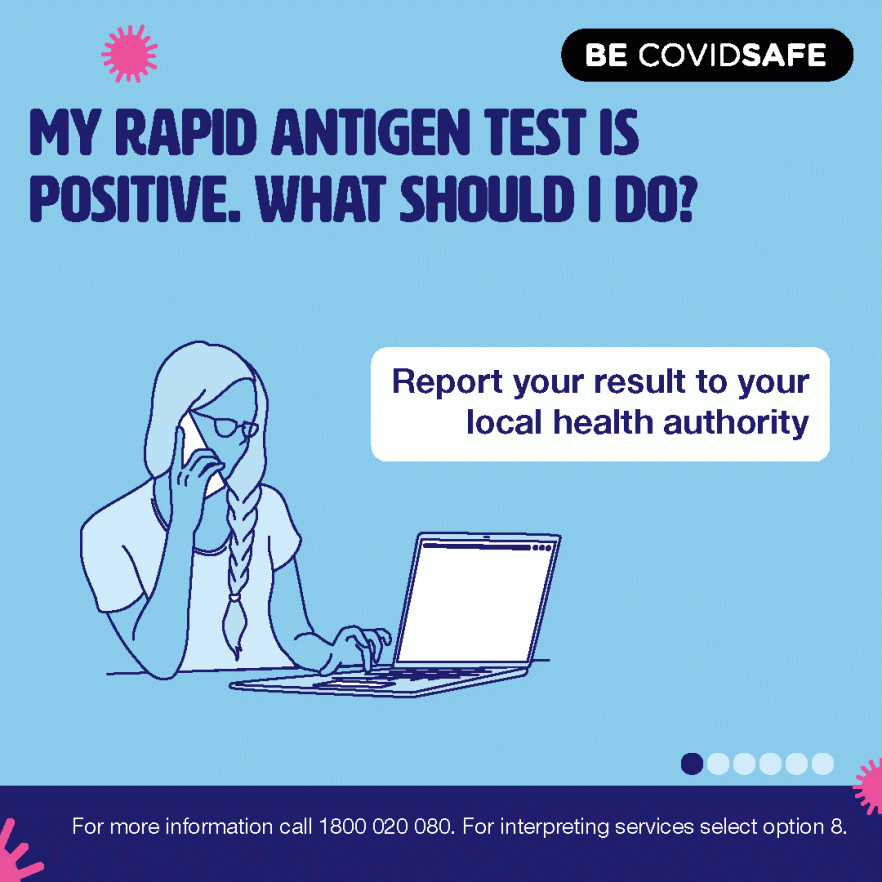 BE COVIDSAFE
MY RAPID ANTIGEN TEST IS
POSITIVE. WHAT SHOULD I DO?
Report your result to your
local health authority
For more information call 1800 020 080. For interpreting services select option 8.